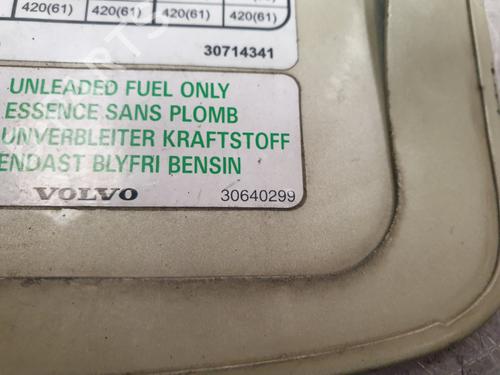 420(61) 420(61) 420(61) 420(61)
30714341
UNLEADED FUEL ONLY
ESSENCE SANS PLOMB
UNVERBLEITER KRAFTSTOFF
ENDAST BLYFRI BENSIN
VOLVO 30640299